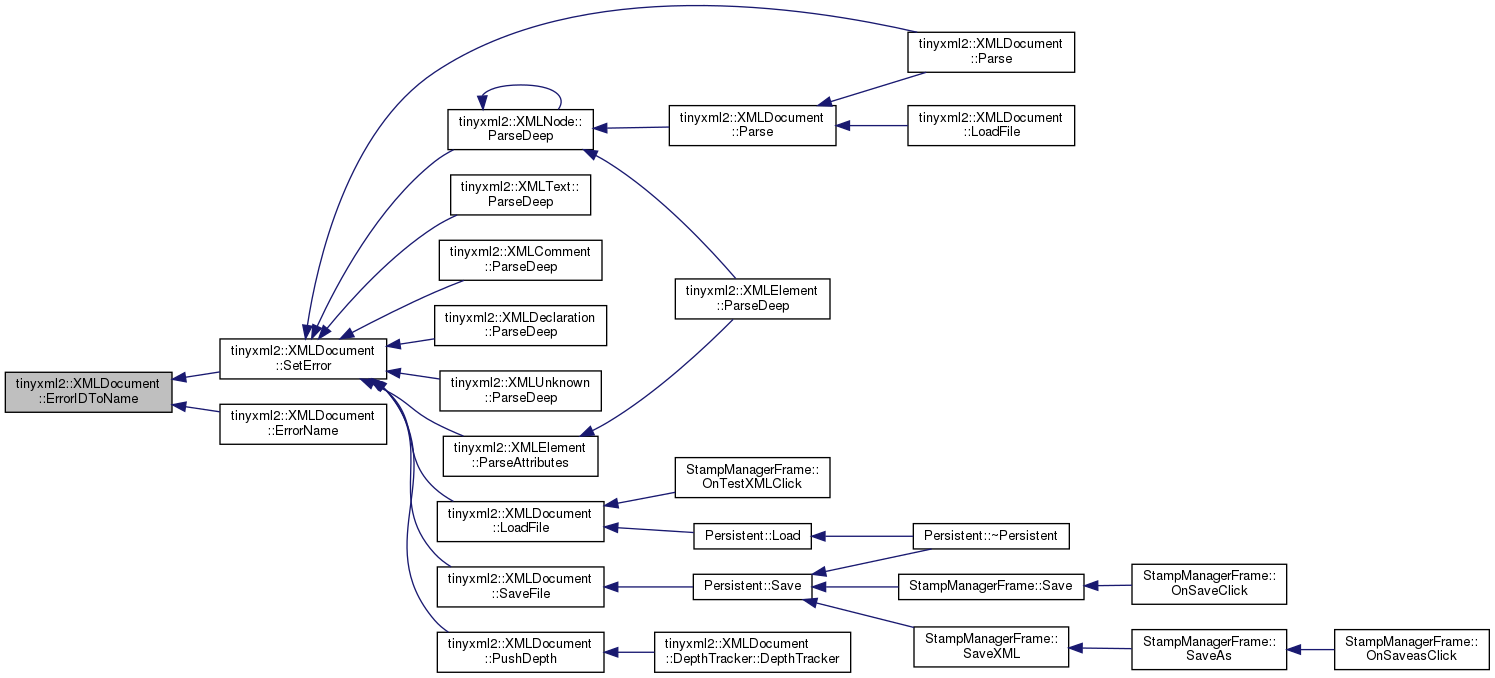 tinyxml2::XMLDocument
::ErrorIDToName
tinyxml2::XMLDocument
::SetError
tinyxml2::XMLDocument
::ErrorName
tinyxml2::XMLNode::
ParseDeep
tinyxml2::XMLText::
ParseDeep
tinyxml2::XMLComment
::ParseDeep
tinyxml2::XMLDeclaration
::ParseDeep
tinyxml2::XMLUnknown
::ParseDeep
tinyxml2::XMLElement
::ParseAttributes
tinyxml2::XMLDocument
::LoadFile
tinyxml2::XMLDocument
::SaveFile
tinyxml2::XMLDocument
::PushDepth
tinyxml2::XMLDocument
::Parse
tinyxml2::XMLElement
::ParseDeep
StampManagerFrame::
OnTestXMLClick
Persistent::Load
Persistent::Save
tinyxml2::XMLDocument
::DepthTracker::DepthTracker
tinyxml2::XMLDocument
::Parse
tinyxml2::XMLDocument
::LoadFile
Persistent::~Persistent
StampManagerFrame::Save
StampManagerFrame::
SaveXML
StampManagerFrame::
OnSaveClick
StampManagerFrame::
SaveAs
StampManagerFrame::
OnSaveasClick